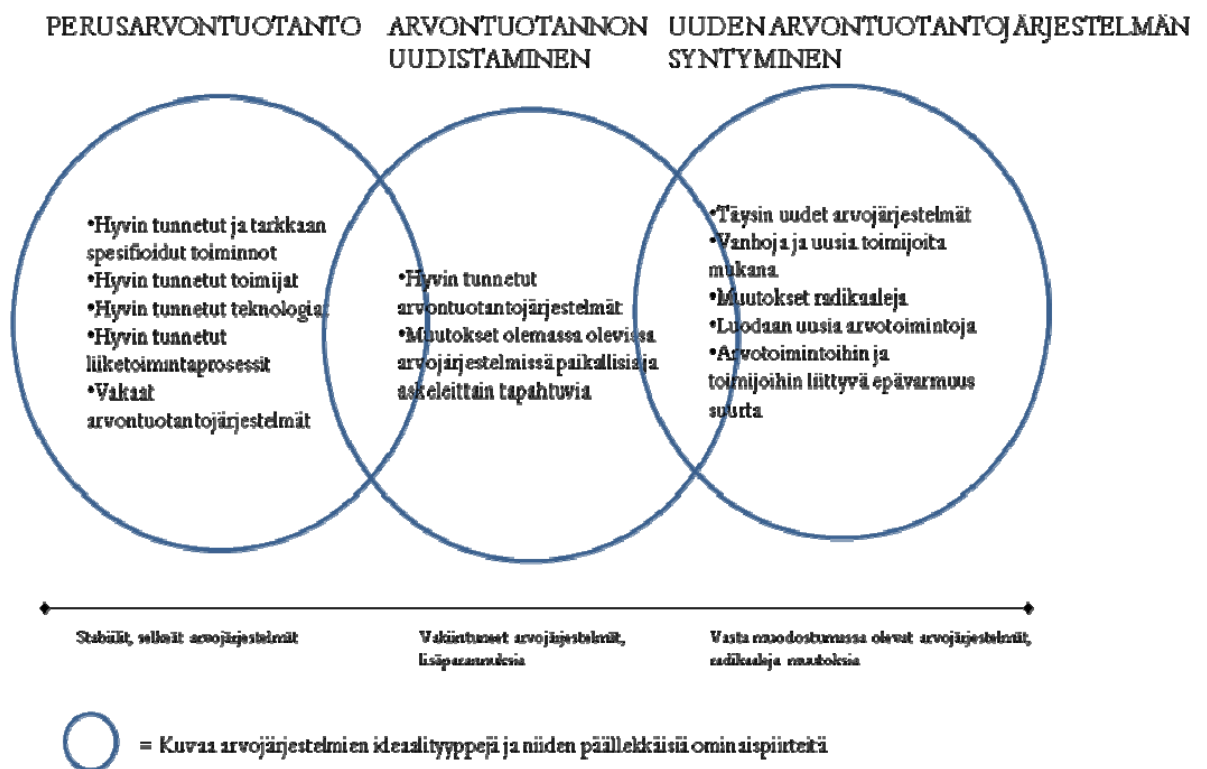 PERUSARVONTUOTANTO
ARVONTUOTANNON
UUDISTAMINEN
UUDEN ARVONTUOTANTOJÄRJESTELMÄN
SYNTYMINEN
•Hyvin tunnetut ja tarkkaan
spesifioidut toiminnot
•Hyvin tunnetut toimijat
•Hyvin tunnetut teknologiat
•Hyvin tunnetut
liiketoimintaprosessit
•Vakaat
arvontuotantojärjestelmät
•Hyvin tunnetut
arvontuotantojärjestelmät
•Muutokset olemassa olevissa
arvojärjestelmissä paikallisia ja
askeleittain tapahtuvia
•Täysin uudet arvojärjestelmät
•Vanhoja ja uusia toimijoita
mukana
•Muutokset radikaaleja
•Luodaan uusia arvotoimintoja
•Arvotoimintoihin ja
toimijoihin liittyvä epävarmuus
suurta
Stabiilit, selkeät arvojärjestelmät
Vakiintuneet arvojärjestelmät,
lisäparannuksia
Vasta muodostumassa olevat arvojärjestelmät,
radikaaleja muutoksia
= Kuvaa arvojärjestelmien ideaalityyppejä ja niiden päällekkäisiä ominaispiirteitä